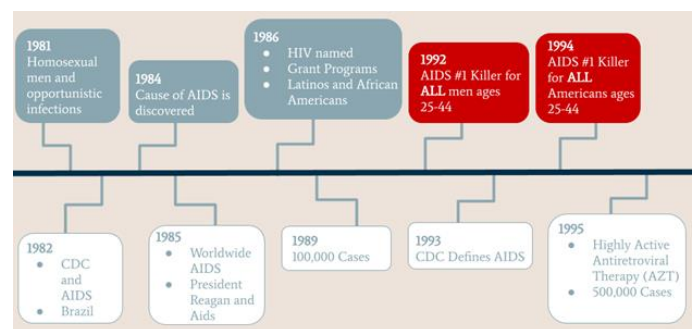 1981
Homosexual
men and
opportunistic
infections
1984
Cause of AIDS is
discovered
1986
● HIV named
● Grant Programs
● Latinos and African
Americans
1992
AIDS #1 Killer for
ALL men ages
25-44
1994
AIDS #1 Killer
for ALL
Americans ages
25-44
1982
● CDC
and
AIDS
● Brazil
1985
● Worldwide
AIDS
● President
Reagan and
Aids
1989
100,000 Cases
1993
CDC Defines AIDS
1995
● Highly Active
Antiretroviral
Therapy (AZT)
● 500,000 Cases